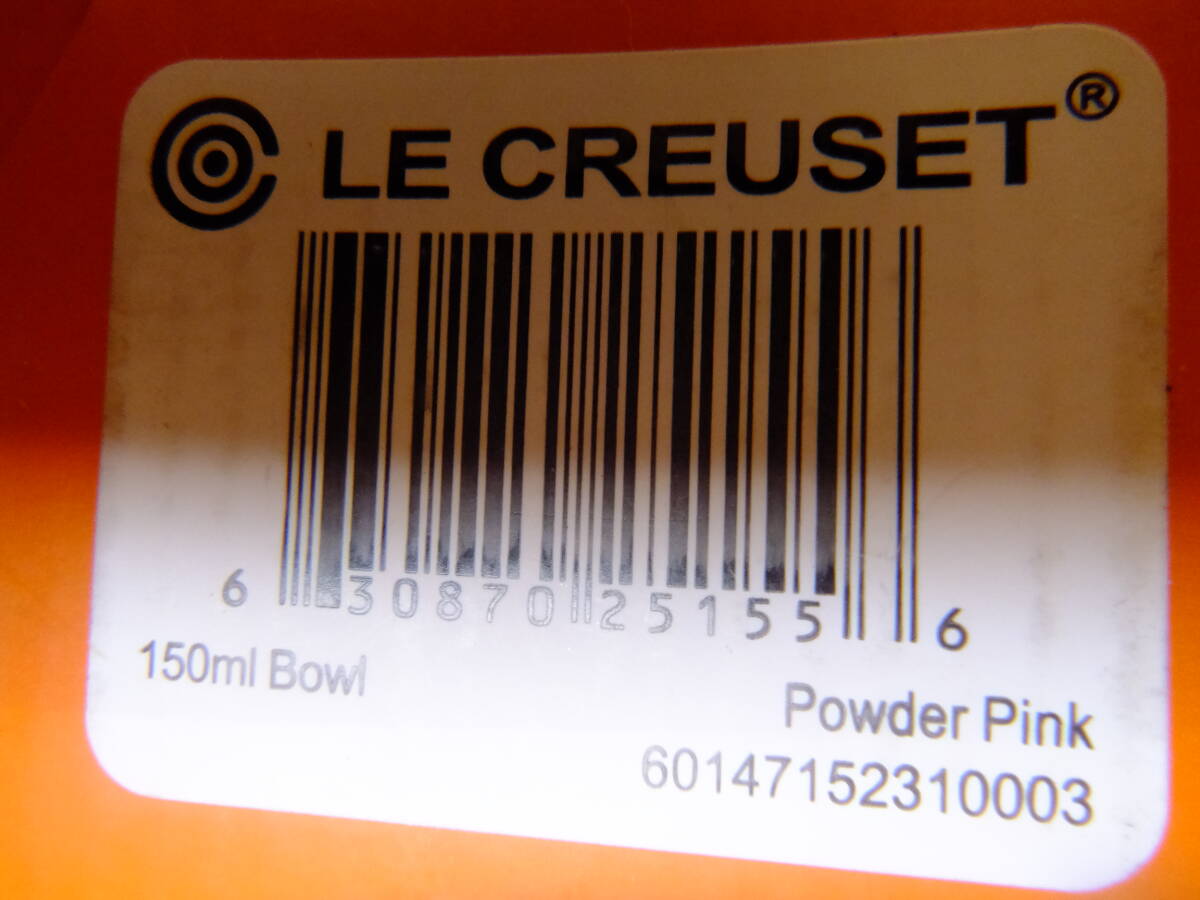 LE CREUSET®
6 30870 25155 6
150ml Bowl
Powder Pink
60147152310003